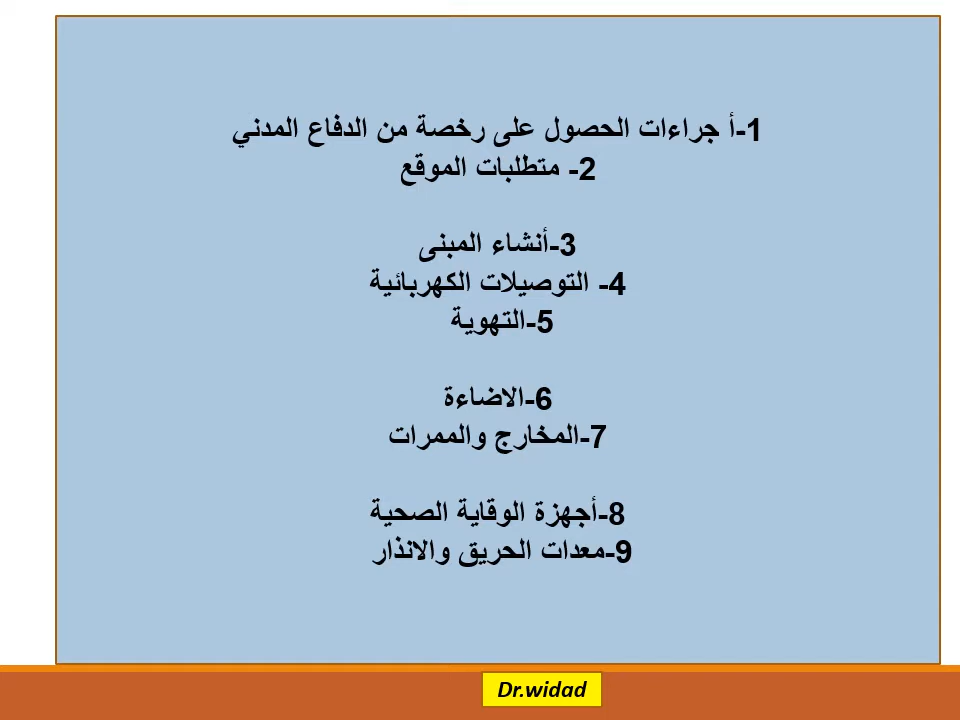 1-أ جراءات الحصول على رخصة من الدفاع المدني
2- متطلبات الموقع
3-أنشاء المبنى
4- التوصيلات الكهربائية
5-التهوية
6-الاضاءة
7-المخارج والممرات
8-أجهزة الوقاية الصحية
9-معدات الحريق والانذار
Dr.widad